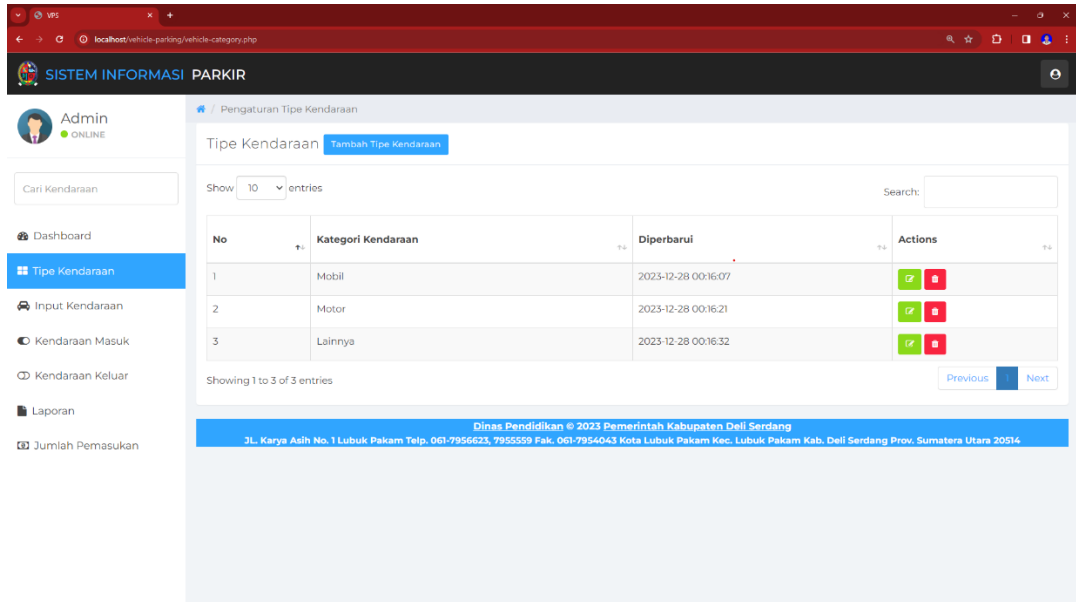 VPS
localhost/vehicle-parking/vehicle-category.php
SISTEM INFORMASI PARKIR
Admin
ONLINE
Cari Kendaraan
Dashboard
Tipe Kendaraan
Input Kendaraan
Kendaraan Masuk
Kendaraan Keluar
Laporan
Jumlah Pemasukan
/ Pengaturan Tipe Kendaraan
Tipe Kendaraan Tambah Tipe Kendaraan
Show 10 entries
Search:
No Kategori Kendaraan Diperbarui Actions
1 Mobil 2023-12-28 00:16:07
2 Motor 2023-12-28 00:16:21
3 Lainnya 2023-12-28 00:16:32
Showing 1 to 3 of 3 entries
Previous 1 Next
Dinas Pendidikan © 2023 Pemerintah Kabupaten Deli Serdang
JL. Karya Asih No. 1 Lubuk Pakam Telp. 061-7956623, 7955559 Fak. 061-7954043 Kota Lubuk Pakam Kec. Lubuk Pakam Kab. Deli Serdang Prov. Sumatera Utara 20514